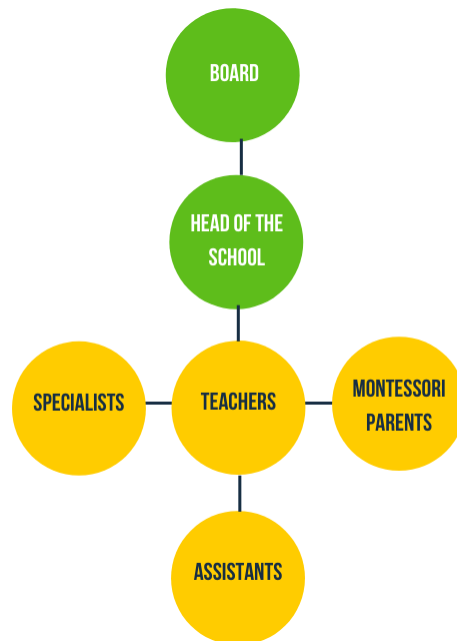 BOARD
HEAD OF THE
SCHOOL
SPECIALISTS
TEACHERS
MONTESSORI
PARENTS
ASSISTANTS